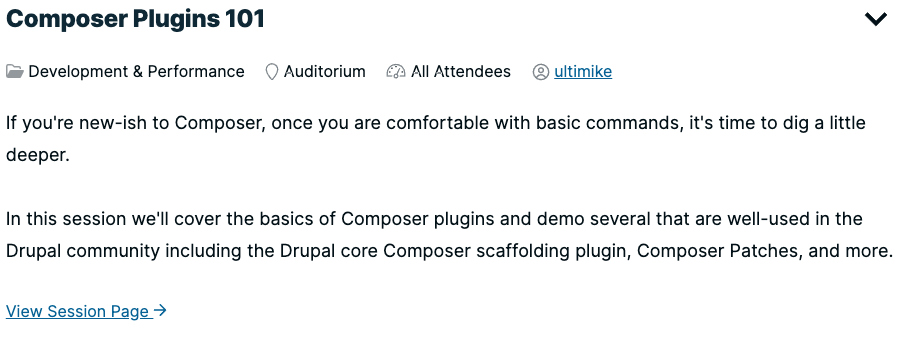 Composer Plugins 101
Development & Performance Auditorium All Attendees ultimike
If you're new-ish to Composer, once you are comfortable with basic commands, it's time to dig a little
deeper.
In this session we'll cover the basics of Composer plugins and demo several that are well-used in the
Drupal community including the Drupal core Composer scaffolding plugin, Composer Patches, and more.
View Session Page →